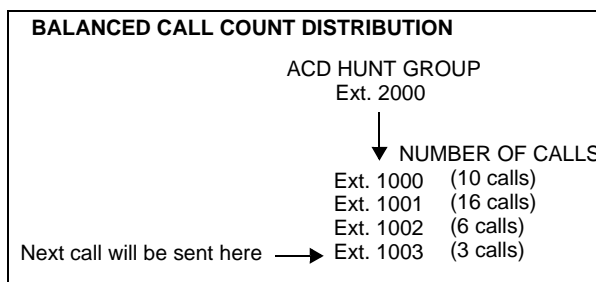 BALANCED CALL COUNT DISTRIBUTION
ACD HUNT GROUP
Ext. 2000
NUMBER OF CALLS
Ext. 1000 (10 calls)
Ext. 1001 (16 calls)
Ext. 1002 (6 calls)
Next call will be sent here Ext. 1003 (3 calls)